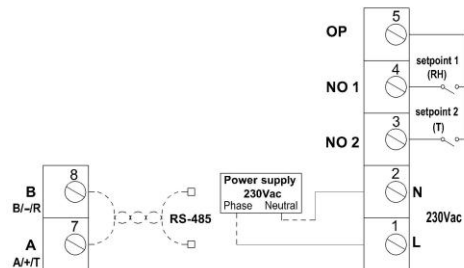 OP
5
setpoint 1
(RH)
NO 1
4
setpoint 2
(T)
NO 2
3
8
B
B/-/R
RS-485
Power supply
230Vac
Phase Neutral
2
N
230Vac
7
A
A/+/T
1
L